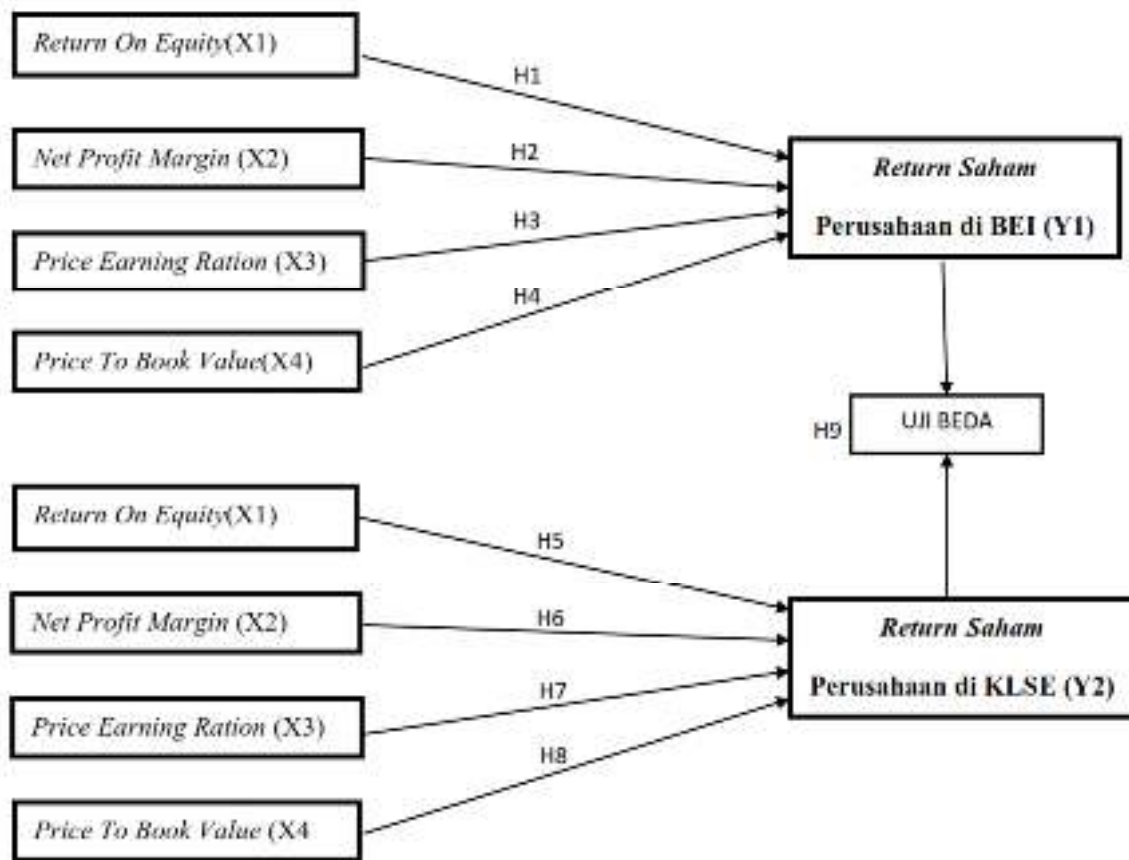 Return On Equity(X1)
H1
Net Profit Margin (X2)
H2
Return Saham
Perusahaan di BEI (Y1)
Price Earning Ration (X3)
H3
H4
Price To Book Value(X4)
H9
UJI BEDA
Return On Equity(X1)
H5
Net Profit Margin (X2)
H6
Return Saham
Perusahaan di KLSE (Y2)
Price Earning Ration (X3)
H7
H8
Price To Book Value (X4